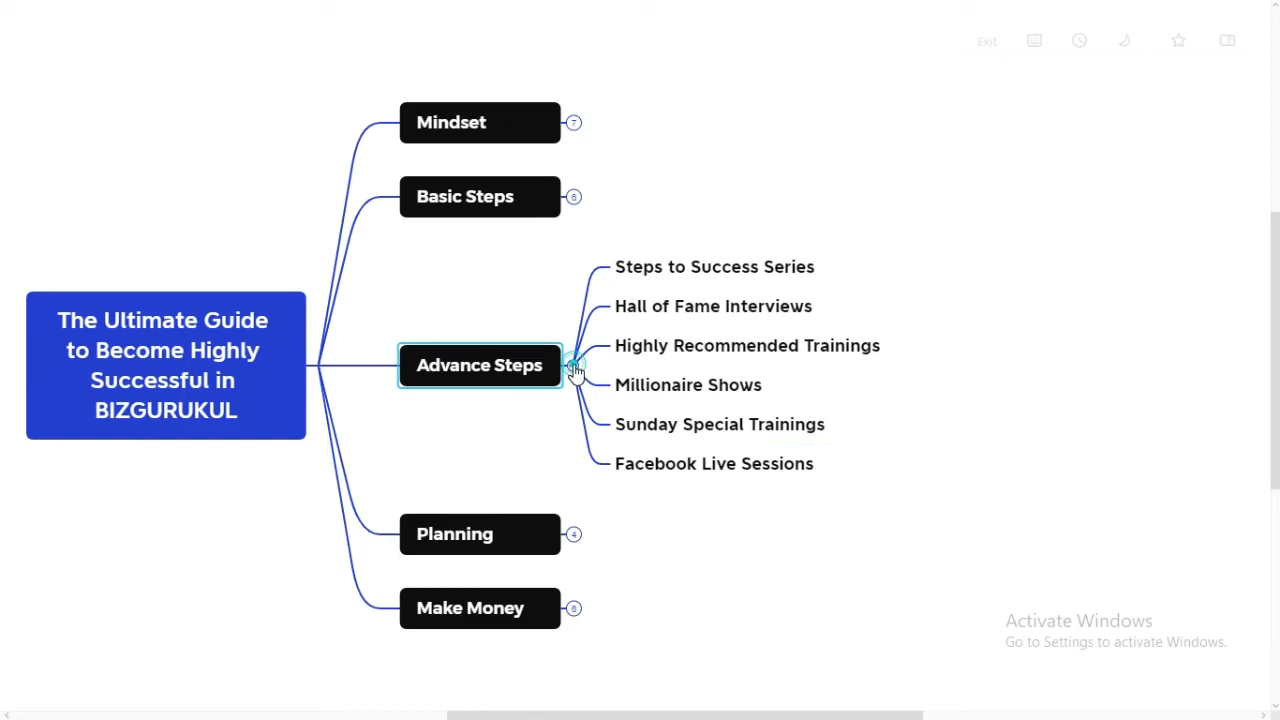 Exit
Mindset
7
Basic Steps
6
The Ultimate Guide
to Become Highly
Successful in
BIZGURUKUL
Advance Steps
Steps to Success Series
Hall of Fame Interviews
Highly Recommended Trainings
Millionaire Shows
Sunday Special Trainings
Facebook Live Sessions
Planning
4
Make Money
6
Activate Windows
Go to Settings to activate Windows.